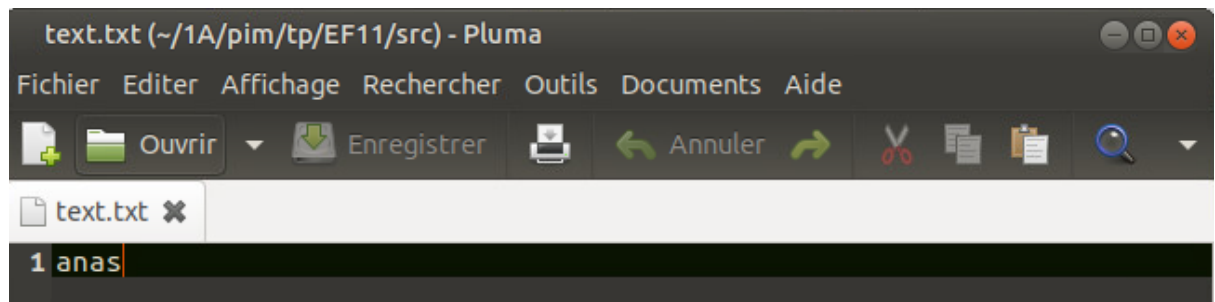 text.txt (~/1A/pim/tp/EF11/src) - Pluma
Fichier Editer Affichage Rechercher Outils Documents Aide
Ouvrir Enregistrer Annuler
text.txt
1 anas